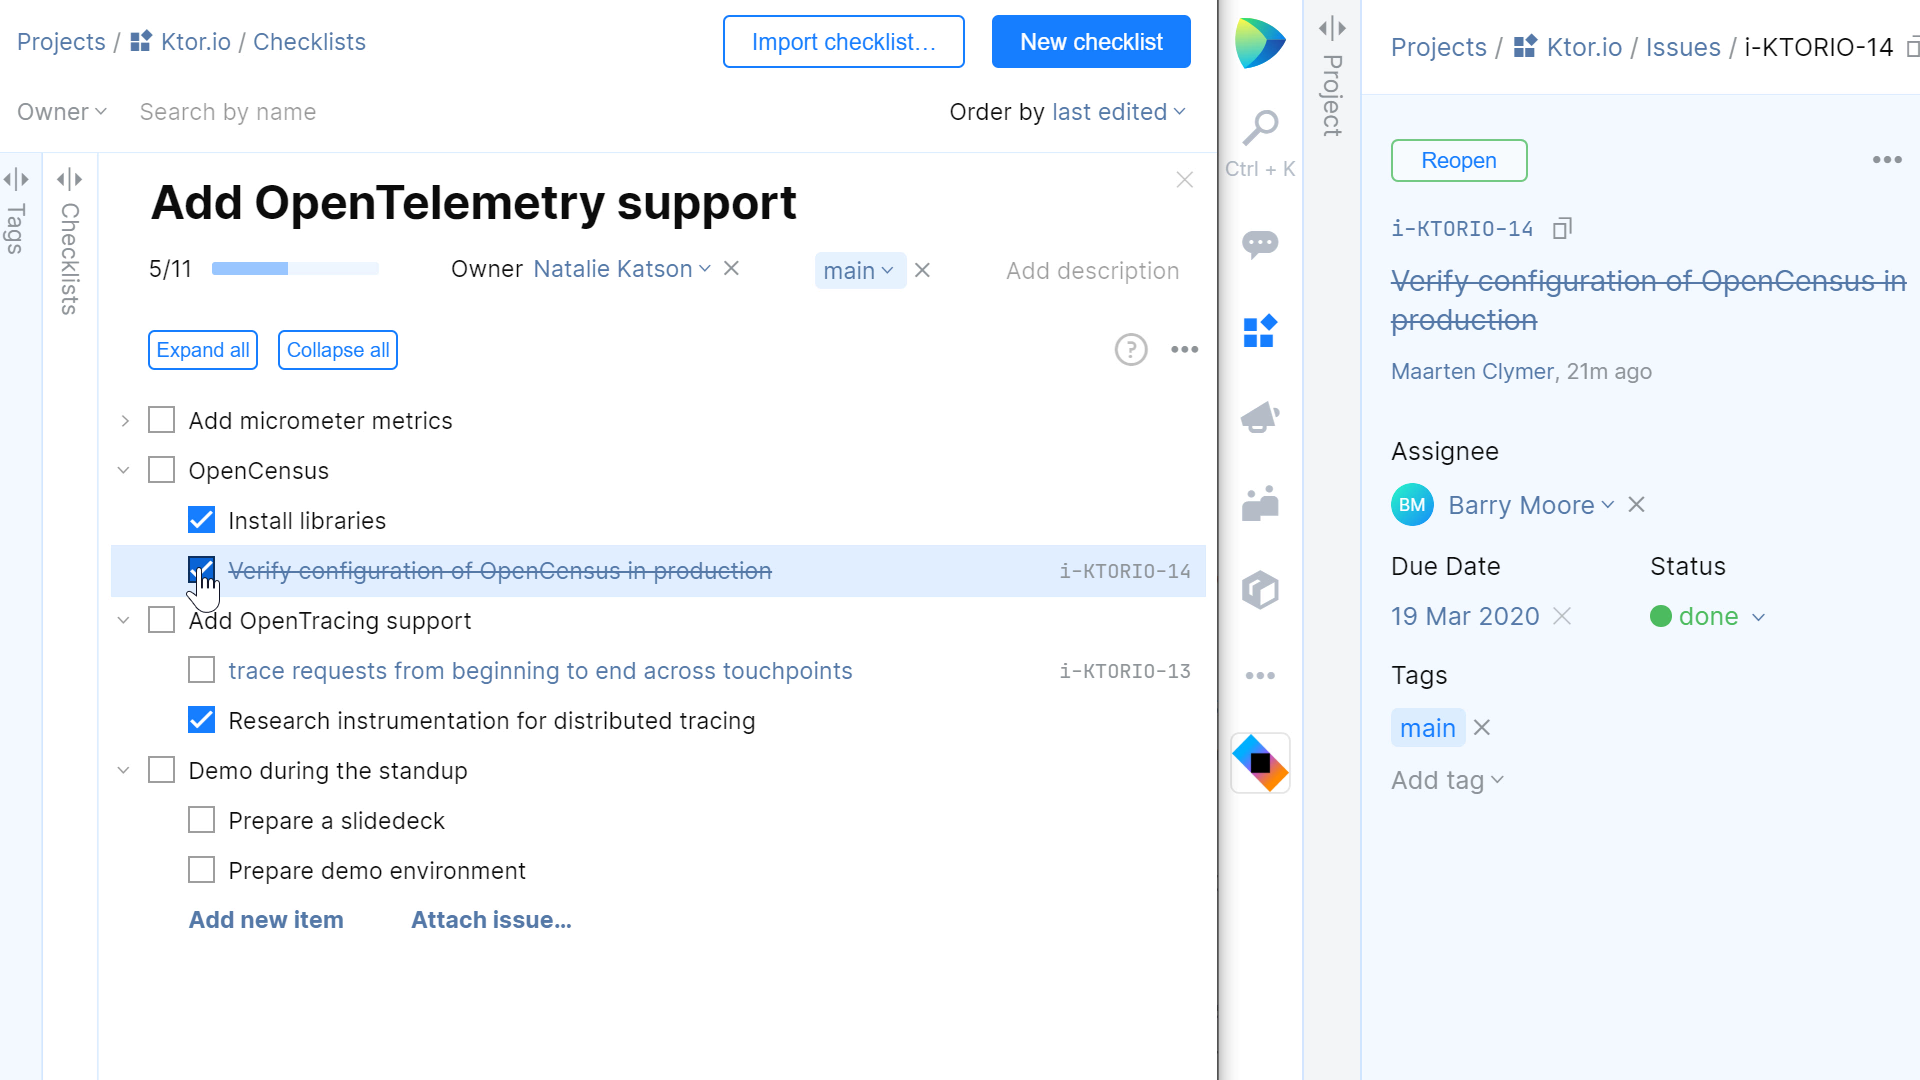 Projects / Ktor.io / Checklists
Import checklist...
New checklist
Owner
Search by name
Order by last edited
Tags
Checklists
Add OpenTelemetry support
5/11
Owner Natalie Katson
main
Add description
Expand all
Collapse all
?
Add micrometer metrics
OpenCensus
Install libraries
Verify configuration of OpenCensus in production i-KTORIO-14
Add OpenTracing support
trace requests from beginning to end across touchpoints i-KTORIO-13
Research instrumentation for distributed tracing
Demo during the standup
Prepare a slidedeck
Prepare demo environment
Add new item
Attach issue...
Ctrl + K
Project
Projects / Ktor.io / Issues / i-KTORIO-14
Reopen
i-KTORIO-14
Verify configuration of OpenCensus in
production
Maarten Clymer, 21m ago
Assignee
BM Barry Moore
Due Date
Status
19 Mar 2020
done
Tags
main
Add tag